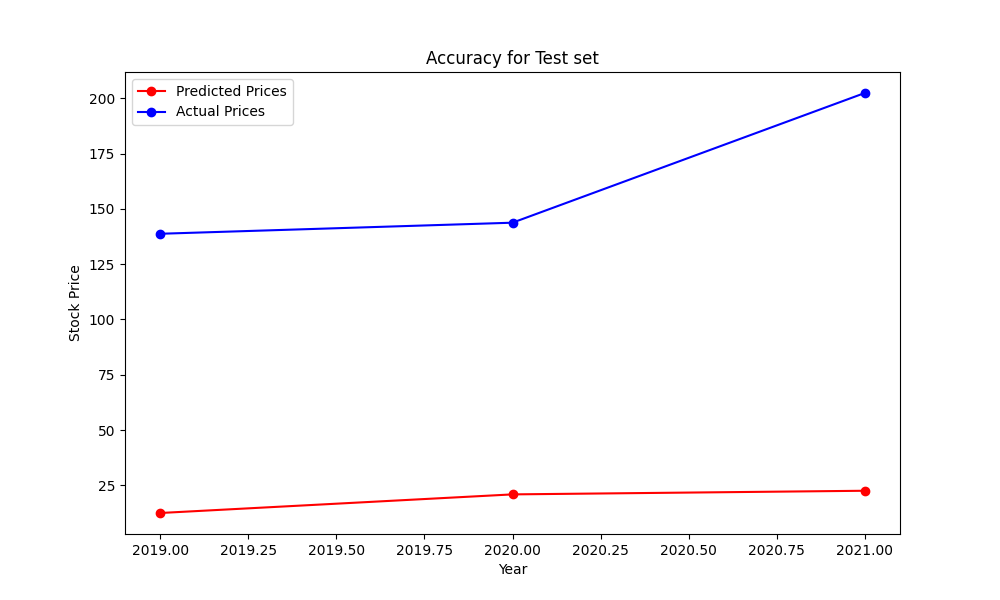 Accuracy for Test set
Predicted Prices
Actual Prices
200
175
150
125
100
75
50
25
Stock Price
2019.00 2019.25 2019.50 2019.75 2020.00 2020.25 2020.50 2020.75 2021.00
Year